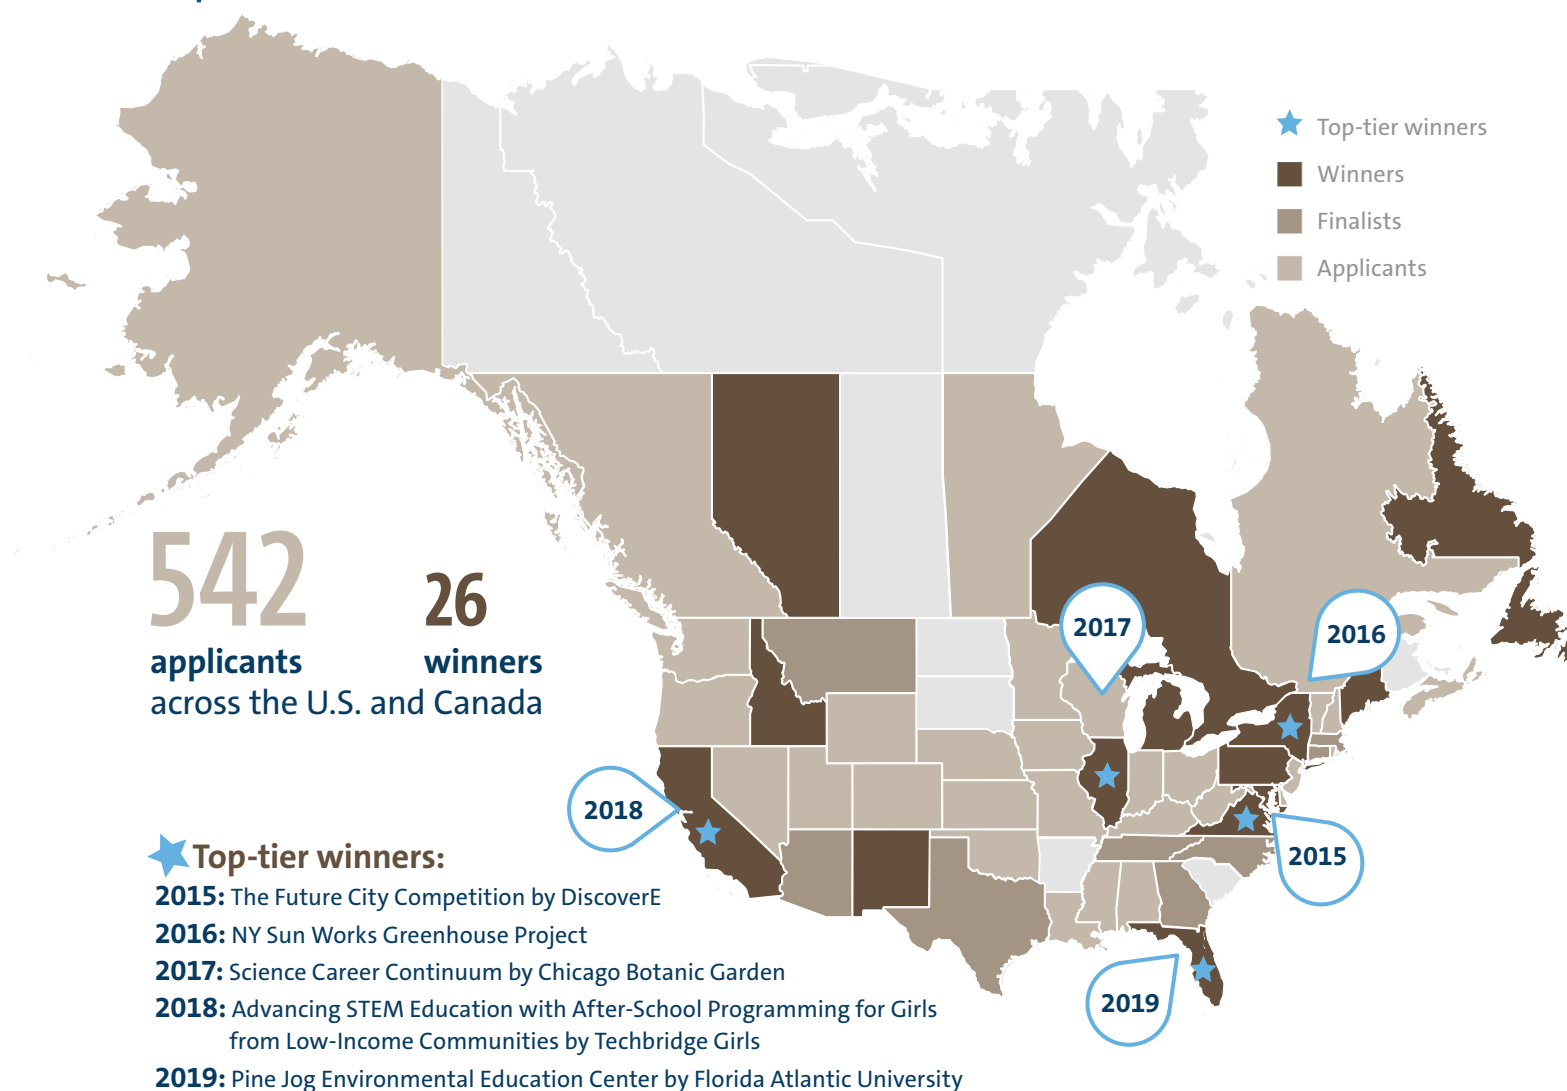 Top-tier winners
Winners
Finalists
Applicants
542
applicants
26
winners
across the U.S. and Canada
2017
2016
2018
2015
2019
Top-tier winners:
2015: The Future City Competition by DiscoverE
2016: NY Sun Works Greenhouse Project
2017: Science Career Continuum by Chicago Botanic Garden
2018: Advancing STEM Education with After-School Programming for Girls
from Low-Income Communities by Techbridge Girls
2019: Pine Jog Environmental Education Center by Florida Atlantic University